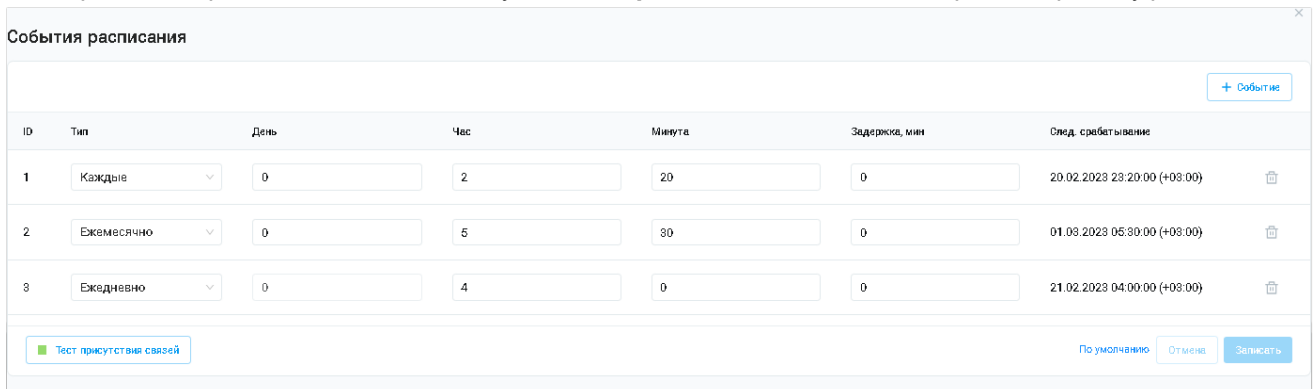 События расписания
+ Событие
ID Тип День Час Минута Задержка, мин След. срабатывание
1 Каждые 0 2 20 0 20.02.2023 23:20:00 (+03:00)
2 Ежемесячно 0 5 30 0 01.03.2023 05:30:00 (+03:00)
3 Ежедневно 0 4 0 0 21.02.2023 04:00:00 (+03:00)
Тест присутствия связей По умолчанию Отмена Записать